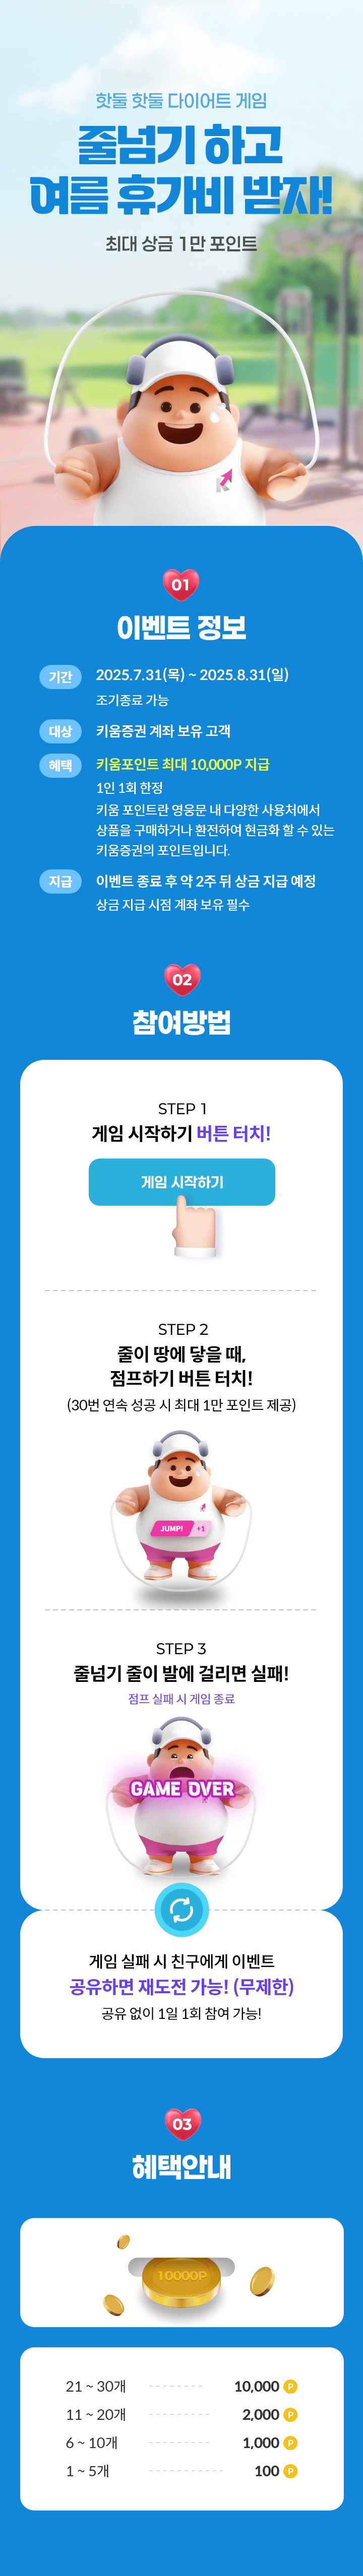 핫둘 핫둘 다이어트 게임
줄넘기 하고
여름 휴가비 받자!
최대 상금 1만 포인트
01
이벤트 정보
기간 2025.7.31(목) ~ 2025.8.31(일)
조기종료 가능
대상 키움증권 계좌 보유 고객
혜택 키움포인트 최대 10,000P 지급
1인 1회 한정
키움 포인트란 영웅문 내 다양한 사용처에서
상품을 구매하거나 환전하여 현금화 할 수 있는
키움증권의 포인트입니다.
지급 이벤트 종료 후 약 2주 뒤 상금 지급 예정
상금 지급 시점 계좌 보유 필수
02
참여방법
STEP 1
게임 시작하기 버튼 터치!
게임 시작하기
STEP 2
줄이 땅에 닿을 때,
점프하기 버튼 터치!
(30번 연속 성공 시 최대 1만 포인트 제공)
JUMP! +1
STEP 3
줄넘기 줄이 발에 걸리면 실패!
점프 실패 시 게임 종료
GAME OVER
게임 실패 시 친구에게 이벤트
공유하면 재도전 가능! (무제한)
공유 없이 1일 1회 참여 가능!
03
혜택안내
10000P
21 ~ 30개 10,000 P
11 ~ 20개 2,000 P
6 ~ 10개 1,000 P
1 ~ 5개 100 P